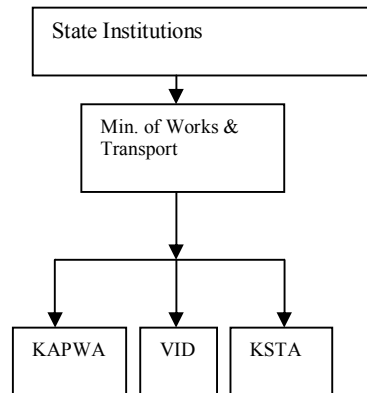 State Institutions
Min. of Works &
Transport
KAPWA
VID
KSTA